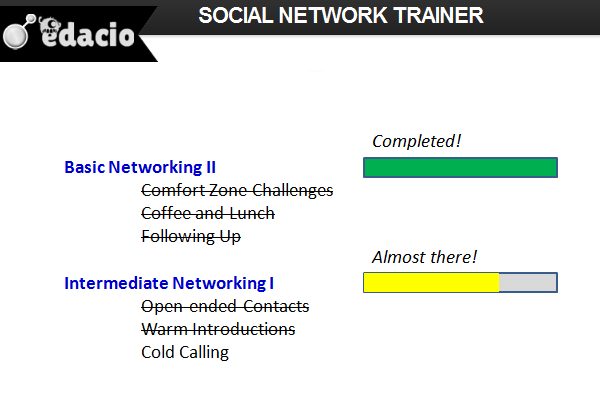 SOCIAL NETWORK TRAINER
edacio
Completed!
Basic Networking II
Comfort Zone Challenges
Coffee and Lunch
Following Up
Almost there!
Intermediate Networking I
Open-ended Contacts
Warm Introductions
Cold Calling